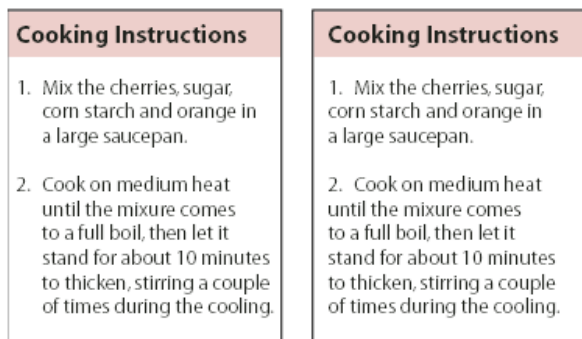 Cooking Instructions
1. Mix the cherries, sugar,
corn starch and orange in
a large saucepan.
2. Cook on medium heat
until the mixure comes
to a full boil, then let it
stand for about 10 minutes
to thicken, stirring a couple
of times during the cooling.
Cooking Instructions
1. Mix the cherries, sugar,
corn starch and orange in
a large saucepan.
2. Cook on medium heat
until the mixure comes
to a full boil, then let it
stand for about 10 minutes
to thicken, stirring a couple
of times during the cooling.